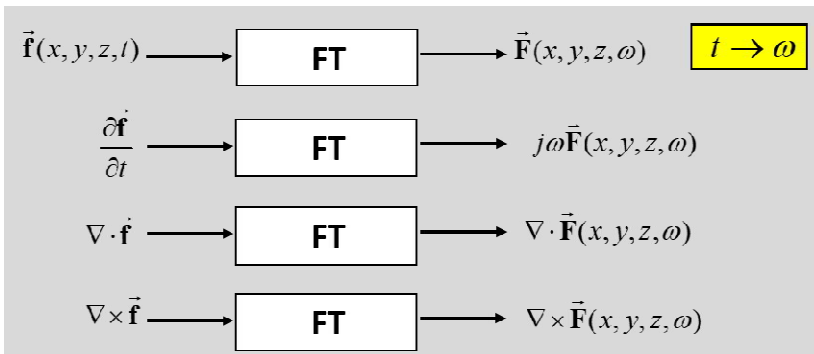 f⃗(x, y, z, t) FT F⃗(x, y, z, ω) t → ω
∂f⃗/∂t FT jωF⃗(x, y, z, ω)
∇·f⃗ FT ∇·F⃗(x, y, z, ω)
∇×f⃗ FT ∇×F⃗(x, y, z, ω)